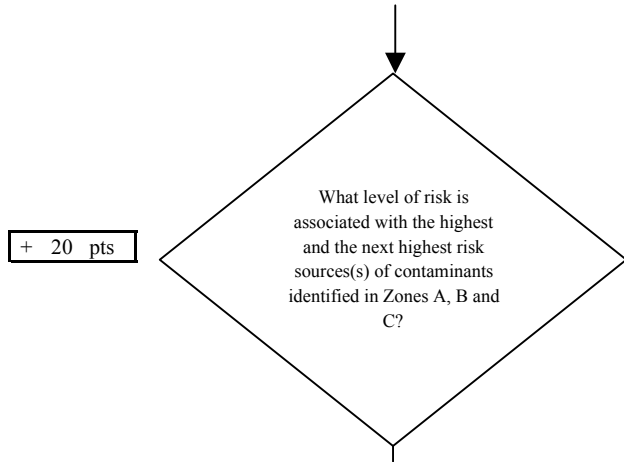 What level of risk is
associated with the highest
and the next highest risk
sources(s) of contaminants
identified in Zones A, B and
C?
+ 20 pts